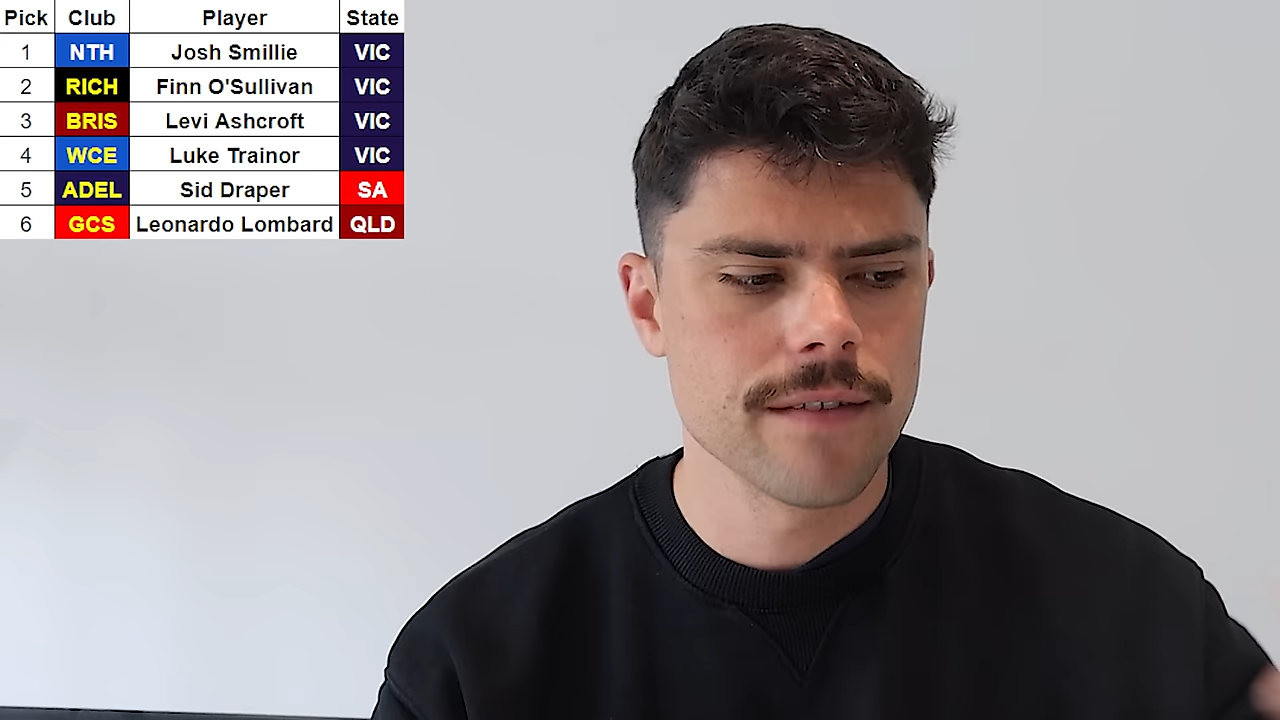 Pick Club Player State
1 NTH Josh Smillie VIC
2 RICH Finn O'Sullivan VIC
3 BRIS Levi Ashcroft VIC
4 WCE Luke Trainor VIC
5 ADEL Sid Draper SA
6 GCS Leonardo Lombard QLD